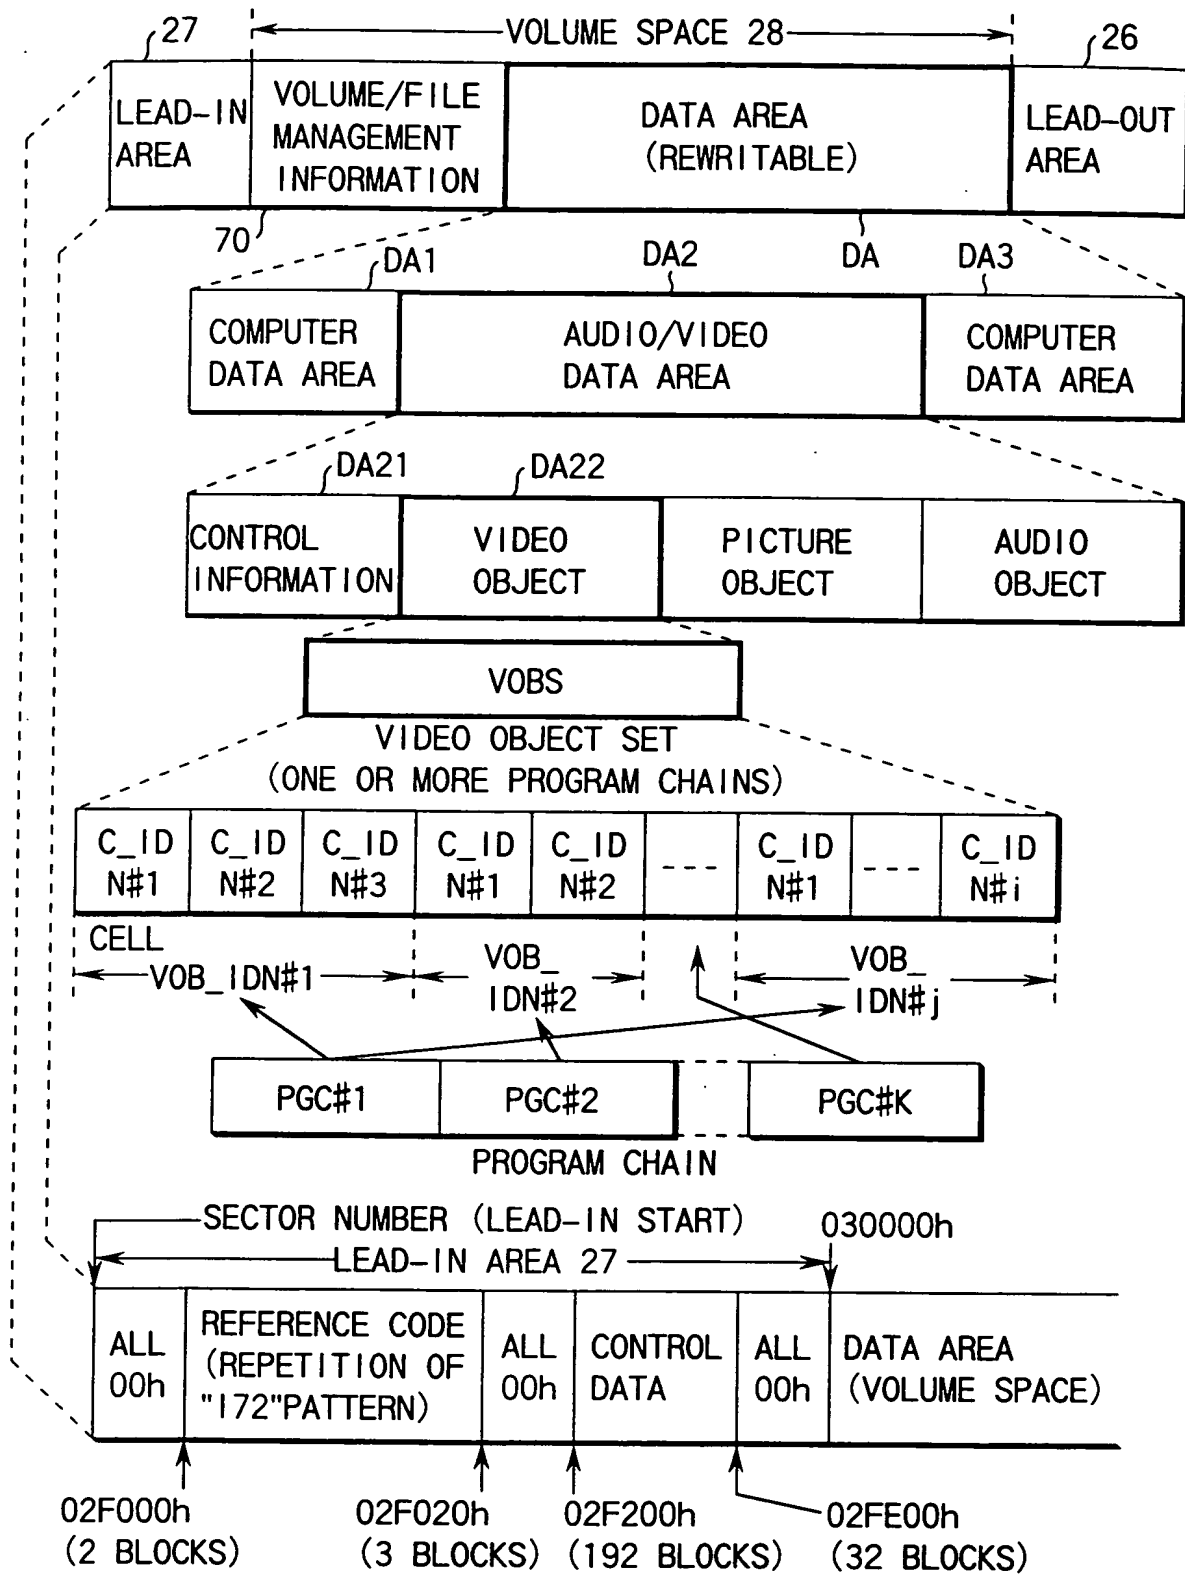 27
VOLUME SPACE 28
26
LEAD-IN
AREA
VOLUME/FILE
MANAGEMENT
INFORMATION
DATA AREA
(REWRITABLE)
LEAD-OUT
AREA
70
DA1
DA2
DA
DA3
COMPUTER
DATA AREA
AUDIO/VIDEO
DATA AREA
COMPUTER
DATA AREA
DA21
DA22
CONTROL
INFORMATION
VIDEO
OBJECT
PICTURE
OBJECT
AUDIO
OBJECT
VOBS
VIDEO OBJECT SET
(ONE OR MORE PROGRAM CHAINS)
C_ID
N#1
C_ID
N#2
C_ID
N#3
C_ID
N#1
C_ID
N#2
---
C_ID
N#1
---
C_ID
N#i
CELL
VOB_IDN#1
VOB_
IDN#2
VOB_
IDN#j
PGC#1
PGC#2
PGC#K
PROGRAM CHAIN
SECTOR NUMBER (LEAD-IN START)
030000h
LEAD-IN AREA 27
ALL
00h
REFERENCE CODE
(REPETITION OF
"172"PATTERN)
ALL
00h
CONTROL
DATA
ALL
00h
DATA AREA
(VOLUME SPACE)
02F000h
(2 BLOCKS)
02F020h
(3 BLOCKS)
02F200h
(192 BLOCKS)
02FE00h
(32 BLOCKS)